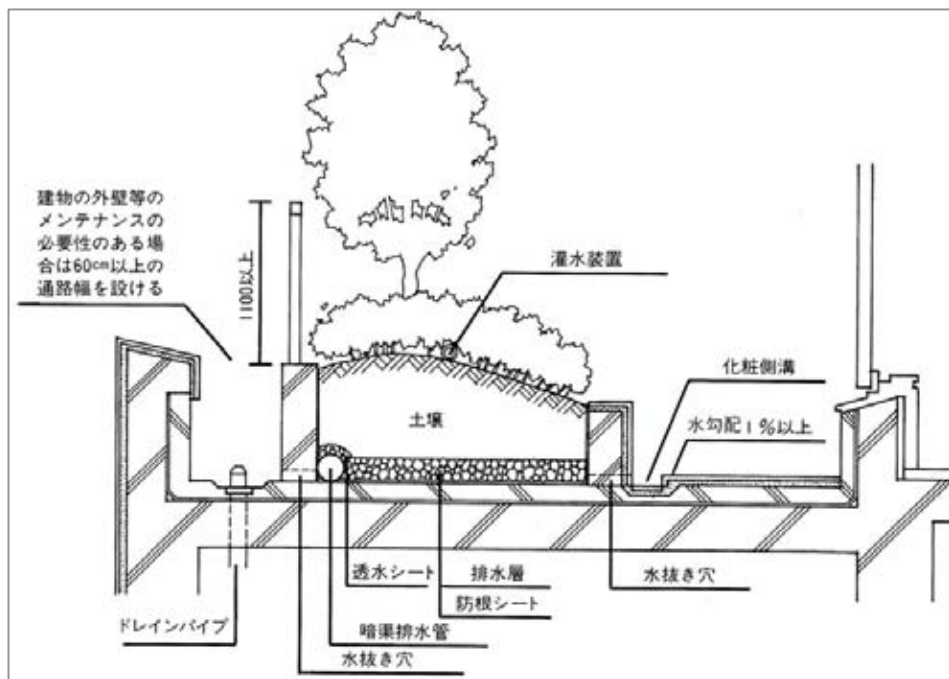 建物の外壁等の
メンテナンスの
必要性のある場
合は60cm以上の
通路幅を設ける
1100以上
灌水装置
化粧側溝
水勾配1%以上
土壌
透水シート
排水層
水抜き穴
防根シート
ドレインパイプ
暗渠排水管
水抜き穴